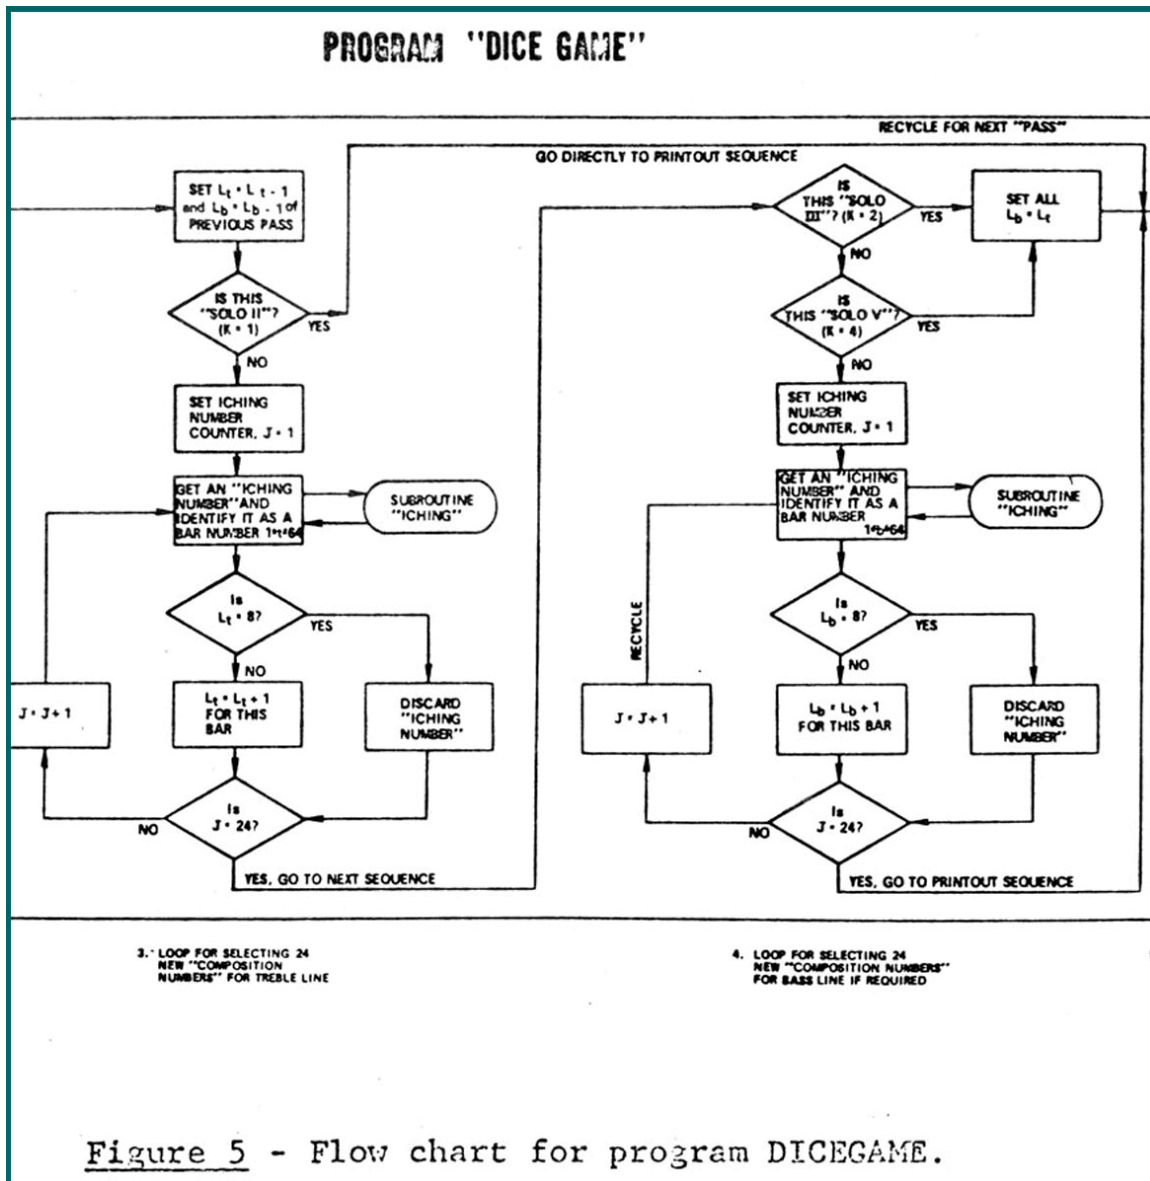 PROGRAM "DICE GAME"
RECYCLE FOR NEXT "PASS"
GO DIRECTLY TO PRINTOUT SEQUENCE
SET Lt = Lt - 1
and Lb = Lb - 1 of
PREVIOUS PASS
IS THIS
"SOLO II"?
(K = 1)
YES
NO
SET ICHING
NUMBER
COUNTER, J = 1
GET AN "ICHING
NUMBER" AND
IDENTIFY IT AS A
BAR NUMBER
SUBROUTINE
"ICHING"
Is
Lt = 8?
YES
NO
J = J + 1
Lt = Lt + 1
FOR THIS
BAR
DISCARD
"ICHING
NUMBER"
Is
J = 24?
NO
YES, GO TO NEXT SEQUENCE
IS
THIS "SOLO
III"? (K = 2)
YES
SET ALL
Lb = Lt
NO
IS
THIS "SOLO V"?
(K = 4)
YES
NO
SET ICHING
NUMBER
COUNTER, J = 1
GET AN "ICHING
NUMBER" AND
IDENTIFY IT AS A
BAR NUMBER
SUBROUTINE
"ICHING"
RECYCLE
Is
Lb = 8?
YES
NO
J = J + 1
Lb = Lb + 1
FOR THIS BAR
DISCARD
"ICHING
NUMBER"
Is
J = 24?
NO
YES, GO TO PRINTOUT SEQUENCE
3. LOOP FOR SELECTING 24
NEW "COMPOSITION
NUMBERS" FOR TREBLE LINE
4. LOOP FOR SELECTING 24
NEW "COMPOSITION NUMBERS"
FOR BASS LINE IF REQUIRED
Figure 5 - Flow chart for program DICEGAME.